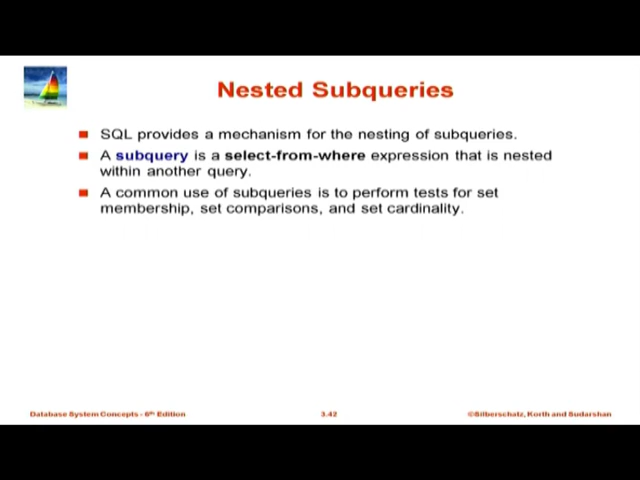 Nested Subqueries
SQL provides a mechanism for the nesting of subqueries.
A subquery is a select-from-where expression that is nested
within another query.
A common use of subqueries is to perform tests for set
membership, set comparisons, and set cardinality.
Database System Concepts - 6th Edition
3.42
©Silberschatz, Korth and Sudarshan